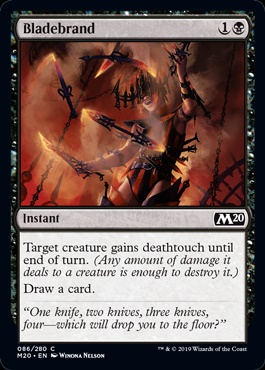 Bladebrand 1
Instant M20
Target creature gains deathtouch until
end of turn. (Any amount of damage it
deals to a creature is enough to destroy it.)
Draw a card.
“One knife, two knives, three knives,
four—which will drop you to the floor?”
086/280 C
M20 • EN Winona Nelson ™ & © 2019 Wizards of the Coast